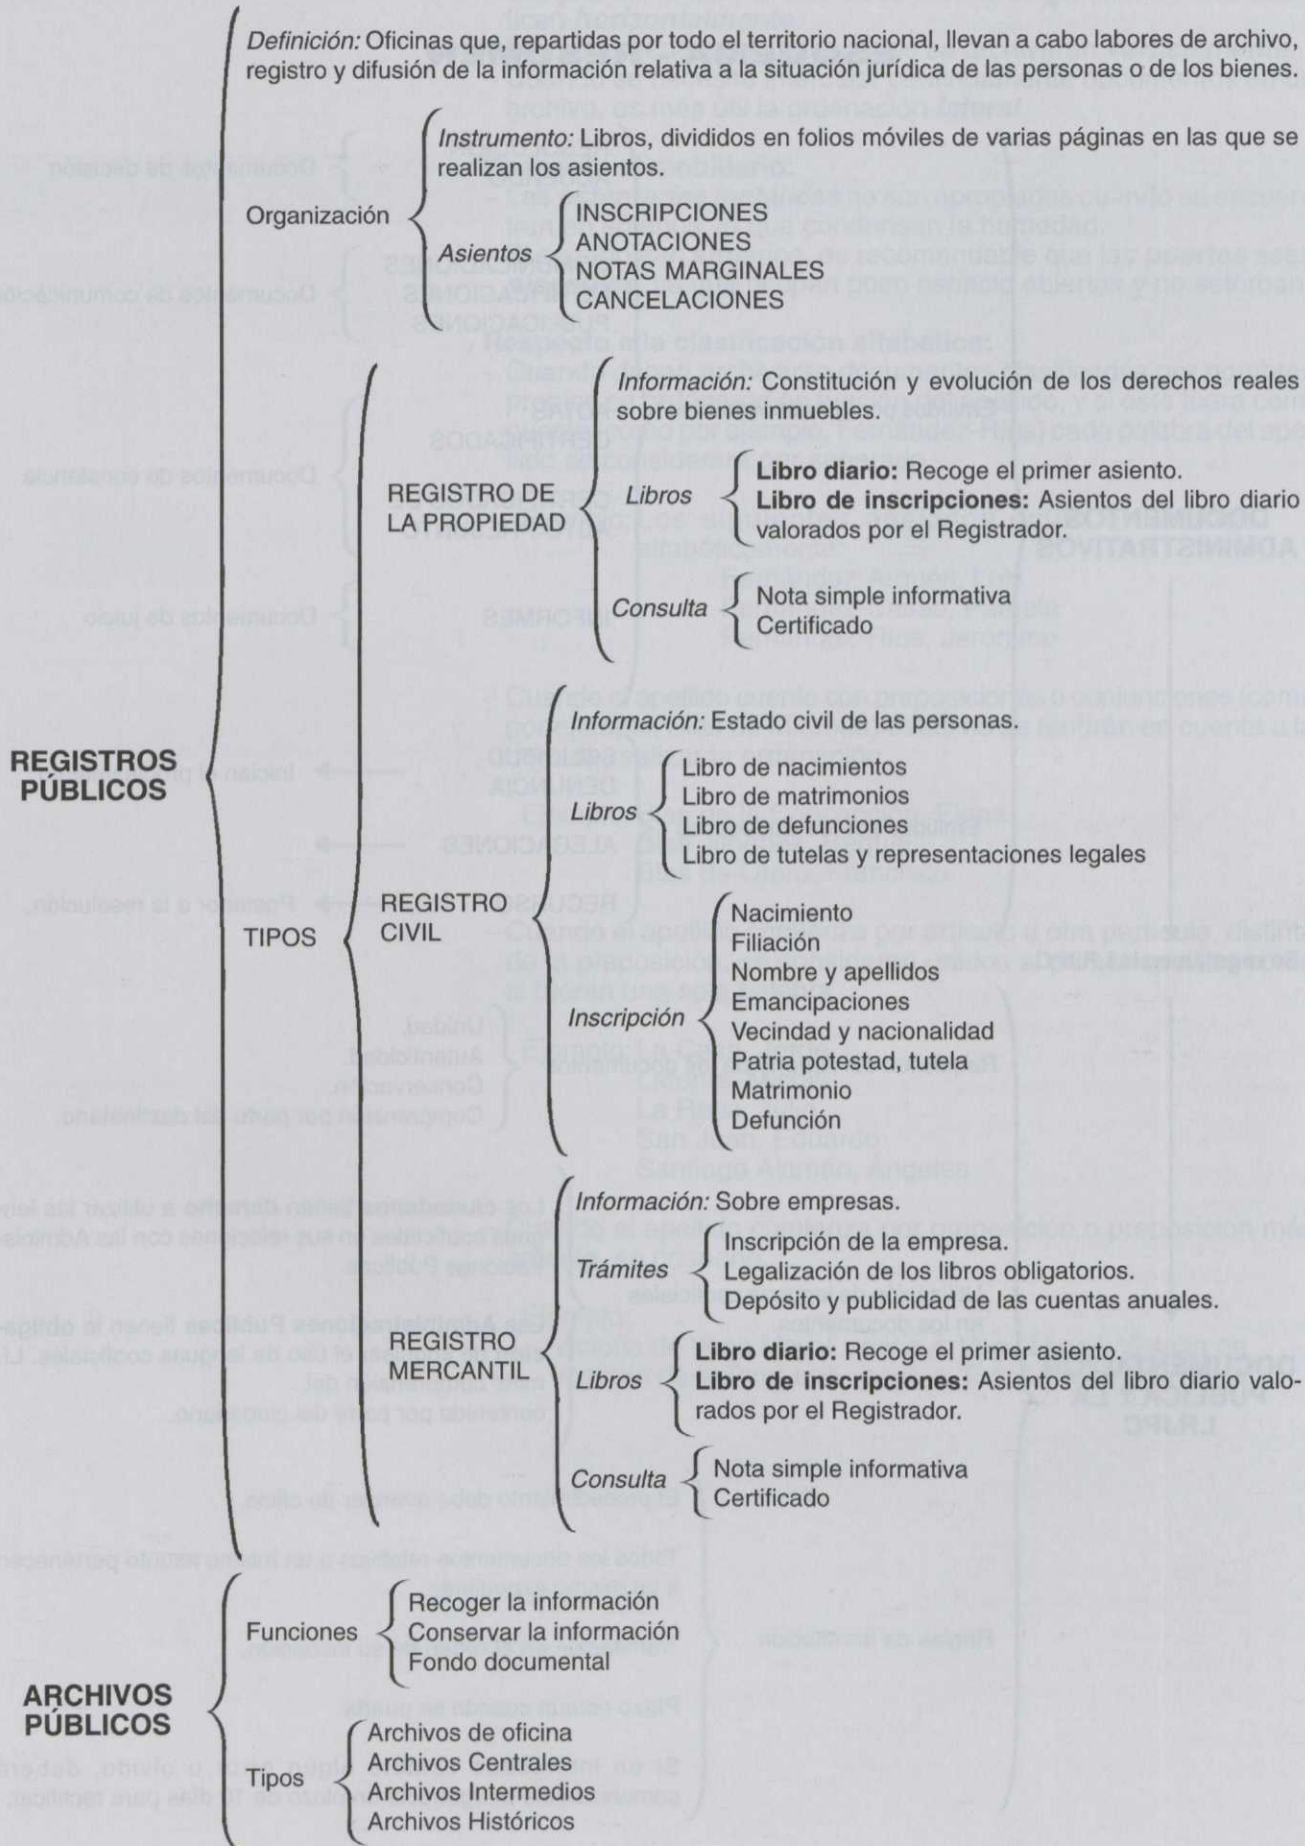 Definición: Oficinas que, repartidas por todo el territorio nacional, llevan a cabo labores de archivo,
registro y difusión de la información relativa a la situación jurídica de las personas o de los bienes.
Organización
Instrumento: Libros, divididos en folios móviles de varias páginas en las que se
realizan los asientos.
Asientos
INSCRIPCIONES
ANOTACIONES
NOTAS MARGINALES
CANCELACIONES
REGISTROS
PÚBLICOS
TIPOS
REGISTRO DE
LA PROPIEDAD
Información: Constitución y evolución de los derechos reales
sobre bienes inmuebles.
Libros
Libro diario: Recoge el primer asiento.
Libro de inscripciones: Asientos del libro diario
valorados por el Registrador.
Consulta
Nota simple informativa
Certificado
REGISTRO
CIVIL
Información: Estado civil de las personas.
Libros
Libro de nacimientos
Libro de matrimonios
Libro de defunciones
Libro de tutelas y representaciones legales
Inscripción
Nacimiento
Filiación
Nombre y apellidos
Emancipaciones
Vecindad y nacionalidad
Patria potestad, tutela
Matrimonio
Defunción
REGISTRO
MERCANTIL
Información: Sobre empresas.
Trámites
Inscripción de la empresa.
Legalización de los libros obligatorios.
Depósito y publicidad de las cuentas anuales.
Libros
Libro diario: Recoge el primer asiento.
Libro de inscripciones: Asientos del libro diario valo-
rados por el Registrador.
Consulta
Nota simple informativa
Certificado
ARCHIVOS
PÚBLICOS
Funciones
Recoger la información
Conservar la información
Fondo documental
Tipos
Archivos de oficina
Archivos Centrales
Archivos Intermedios
Archivos Históricos